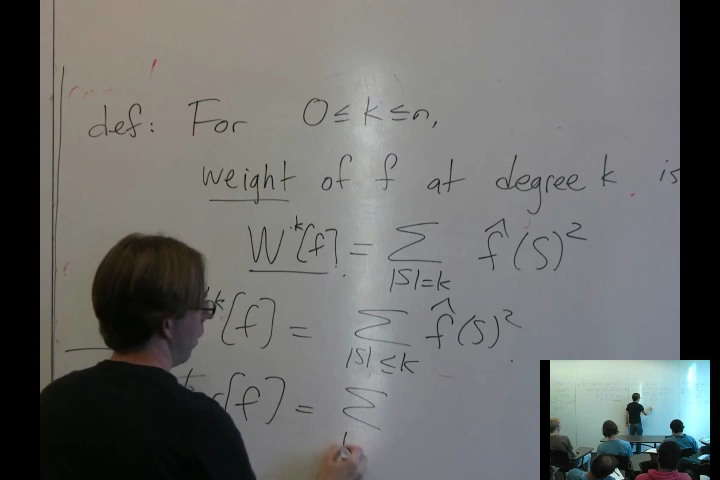 def: For 0 ≤ k ≤ n,
weight of f at degree k is
W^k[f] = ∑_{|S|=k} f̂(S)²
k[f] = ∑_{|S|≤k} f̂(S)²
[f] = ∑